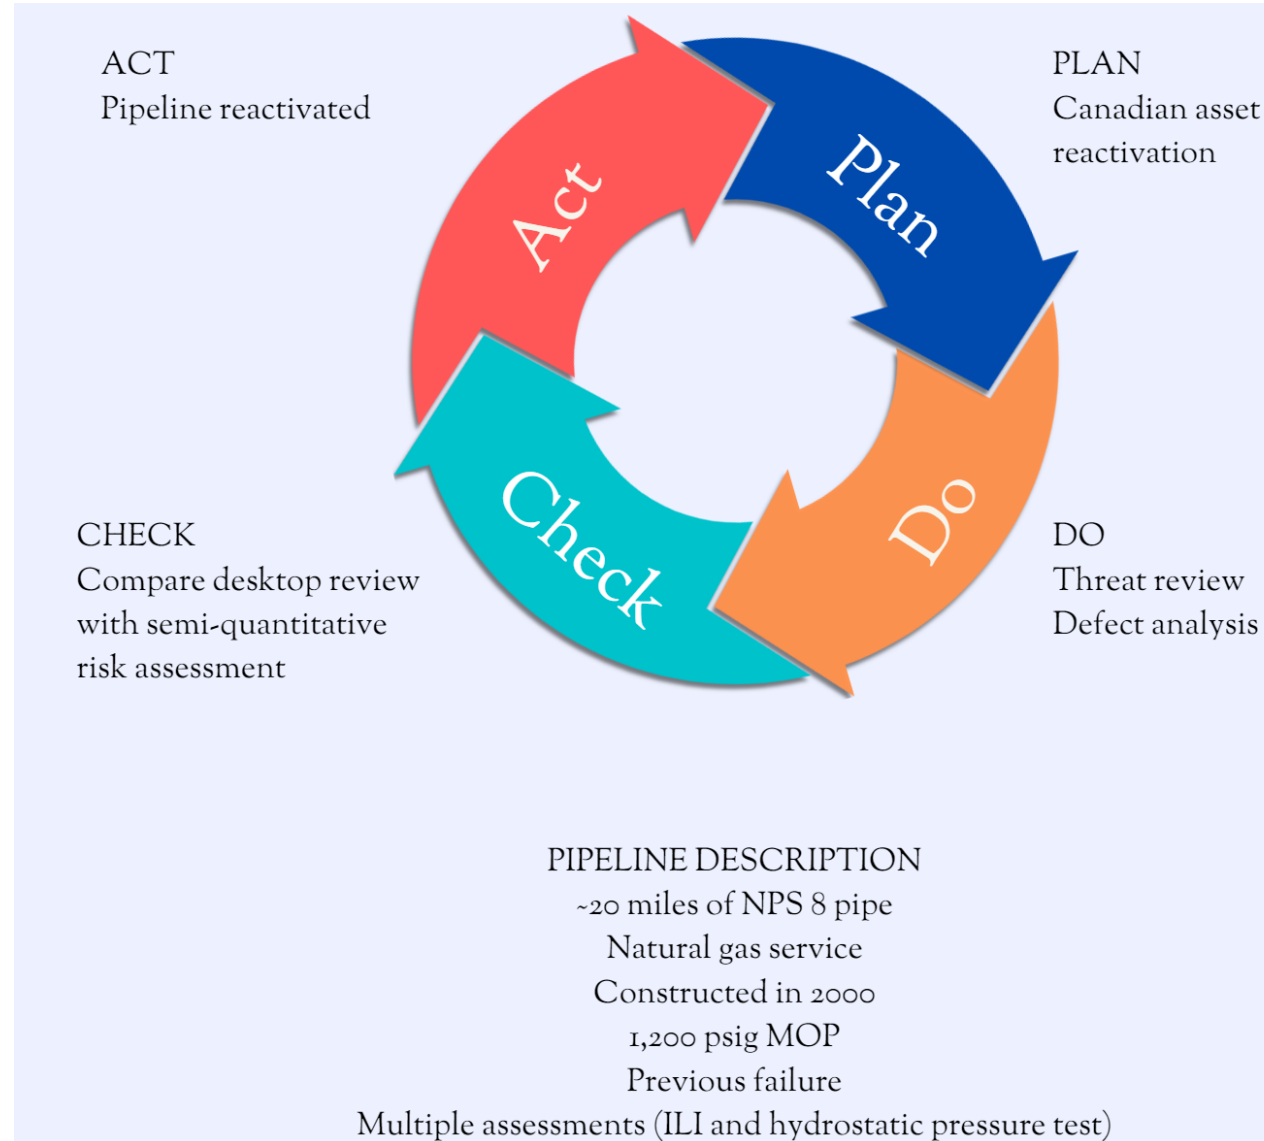 ACT
Pipeline reactivated
PLAN
Canadian asset
reactivation
Act
Plan
Check
Do
CHECK
Compare desktop review
with semi-quantitative
risk assessment
DO
Threat review
Defect analysis
PIPELINE DESCRIPTION
~20 miles of NPS 8 pipe
Natural gas service
Constructed in 2000
1,200 psig MOP
Previous failure
Multiple assessments (ILI and hydrostatic pressure test)